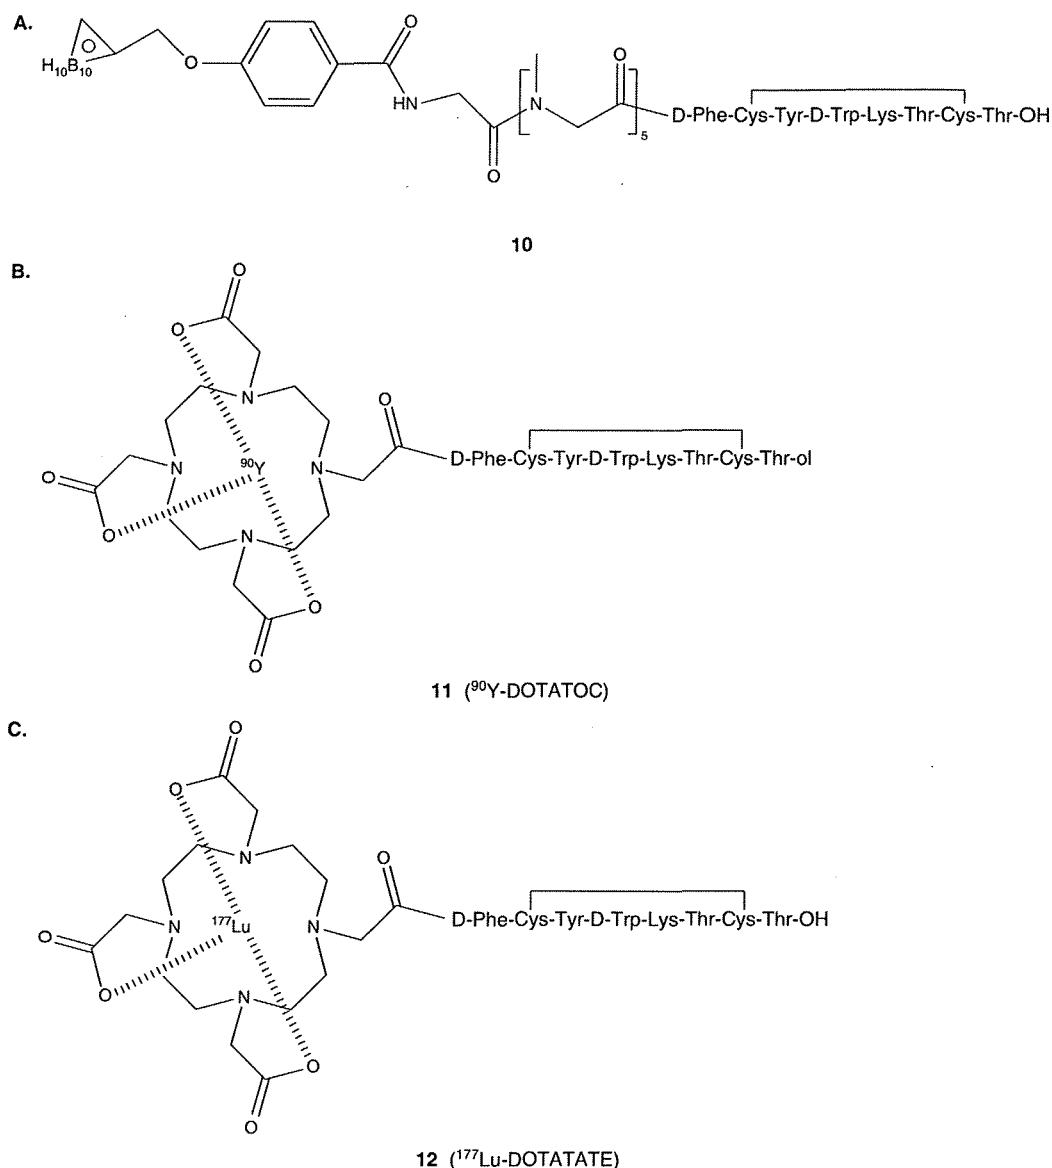 A.
H₁₀B₁₀
O
O
HN
O
N
O
5
D-Phe-Cys-Tyr-D-Trp-Lys-Thr-Cys-Thr-OH
10
B.
O
O
N
O
O
N
⁹⁰Y
N
D-Phe-Cys-Tyr-D-Trp-Lys-Thr-Cys-Thr-ol
O
N
O
O
11 (⁹⁰Y-DOTATOC)
C.
O
O
N
O
O
N
¹⁷⁷Lu
N
D-Phe-Cys-Tyr-D-Trp-Lys-Thr-Cys-Thr-OH
O
N
O
O
12 (¹⁷⁷Lu-DOTATATE)